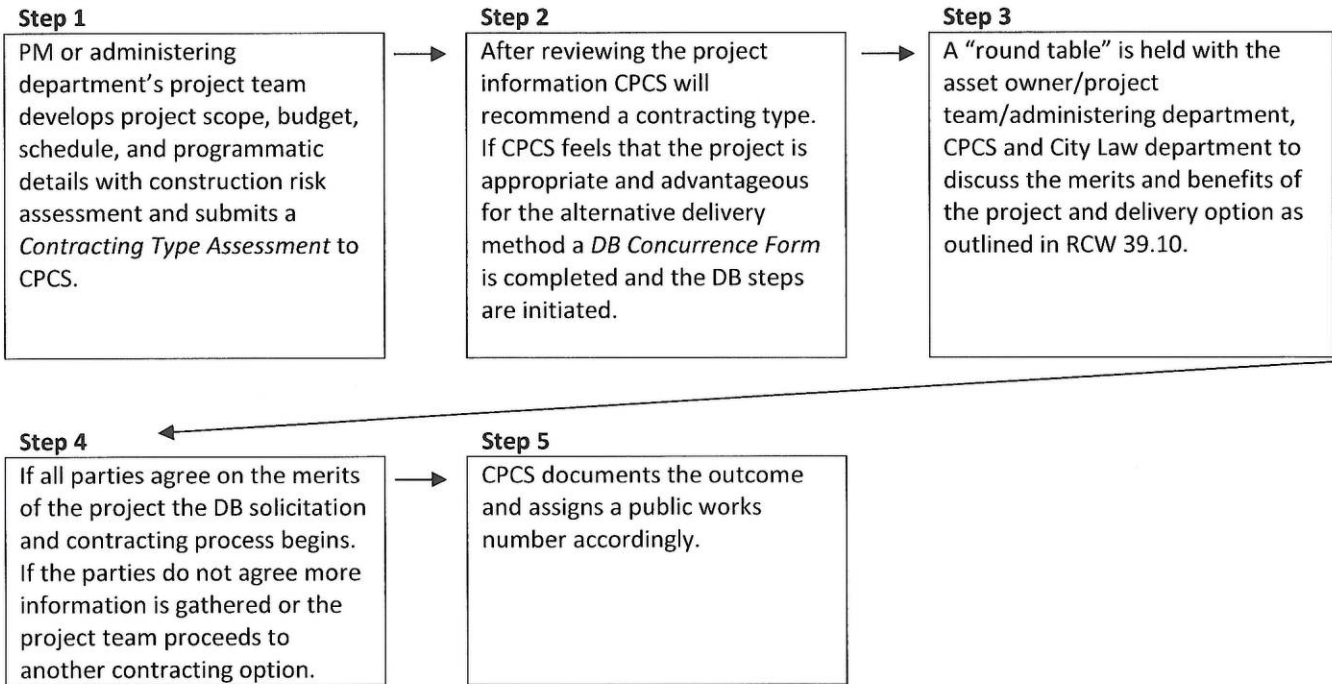 Step 1
PM or administering
department's project team
develops project scope, budget,
schedule, and programmatic
details with construction risk
assessment and submits a
Contracting Type Assessment to
CPCS.
Step 2
After reviewing the project
information CPCS will
recommend a contracting type.
If CPCS feels that the project is
appropriate and advantageous
for the alternative delivery
method a DB Concurrence Form
is completed and the DB steps
are initiated.
Step 3
A “round table” is held with the
asset owner/project
team/administering department,
CPCS and City Law department to
discuss the merits and benefits of
the project and delivery option as
outlined in RCW 39.10.
Step 4
If all parties agree on the merits
of the project the DB solicitation
and contracting process begins.
If the parties do not agree more
information is gathered or the
project team proceeds to
another contracting option.
Step 5
CPCS documents the outcome
and assigns a public works
number accordingly.